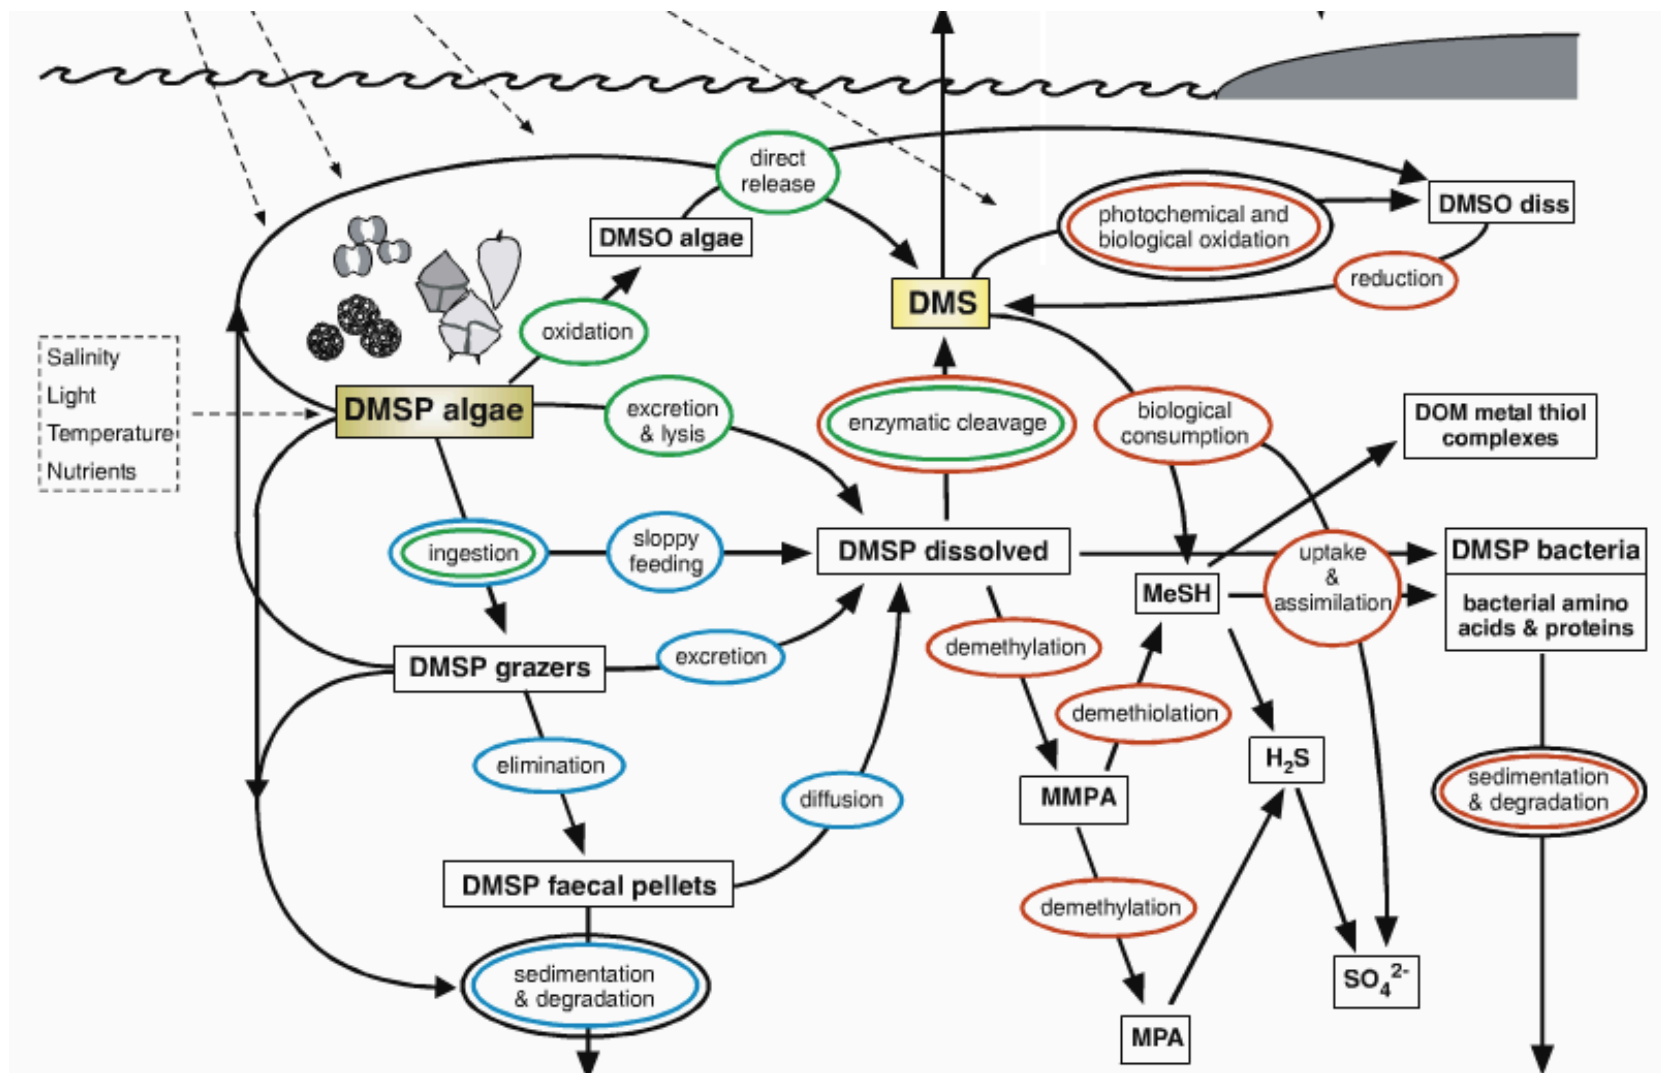 direct
release
DMSO algae
photochemical and
biological oxidation
DMSO diss
reduction
DMS
oxidation
Salinity
Light
Temperature
Nutrients
DMSP algae
excretion
& lysis
enzymatic cleavage
biological
consumption
DOM metal thiol
complexes
ingestion
sloppy
feeding
DMSP dissolved
MeSH
uptake
&
assimilation
DMSP bacteria
bacterial amino
acids & proteins
DMSP grazers
excretion
demethylation
demethiolation
elimination
diffusion
MMPA
H₂S
sedimentation
& degradation
DMSP faecal pellets
demethylation
sedimentation
& degradation
SO₄²⁻
MPA